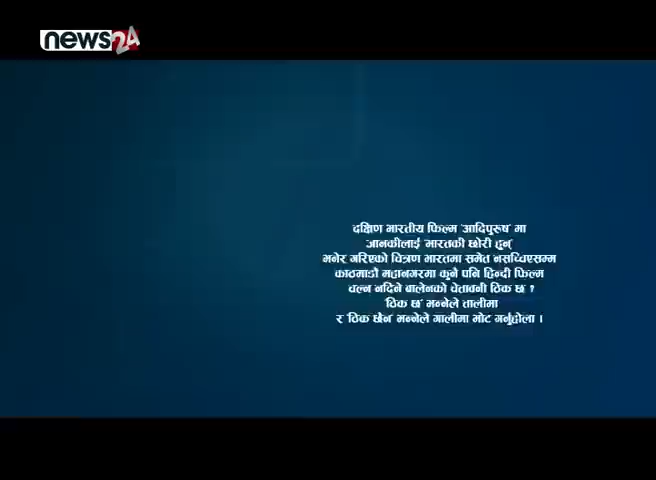 news24
दक्षिण भारतीय फिल्म 'आदिपुरुष' मा
जानकीलाई 'भारतकी छोरी हुन्'
भनेर गरिएको चित्रण भारतमा समेत नसच्चिएसम्म
काठमाडौं महानगरमा कुनै पनि हिन्दी फिल्म
चल्न नदिने बालेनको चेतावनी ठिक छ ?
'ठिक छ' भन्नेले तालीमा
र 'ठिक छैन' भन्नेले गालीमा भोट गर्नुहोला ।